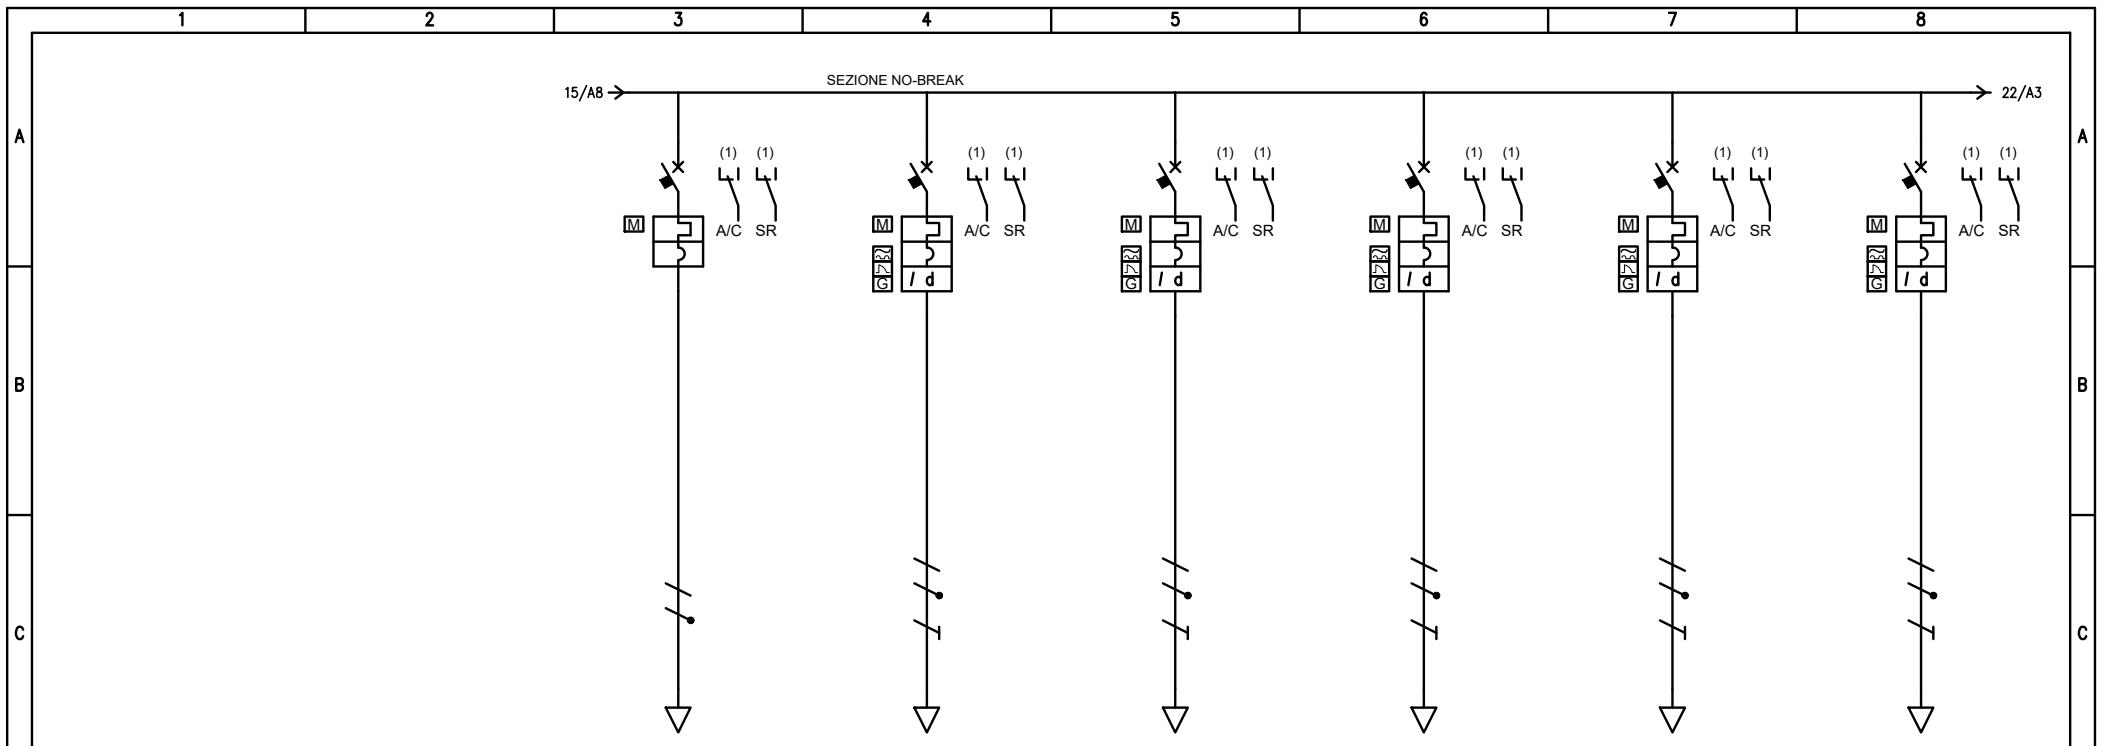 1 2 3 4 5 6 7 8
SEZIONE NO-BREAK
15/A8 22/A3
A A
(1) (1) (1) (1) (1) (1) (1) (1) (1) (1) (1) (1)
M A/C SR M A/C SR M A/C SR M A/C SR M A/C SR M A/C SR
I d I d I d I d I d
G G G G G
B B
C C